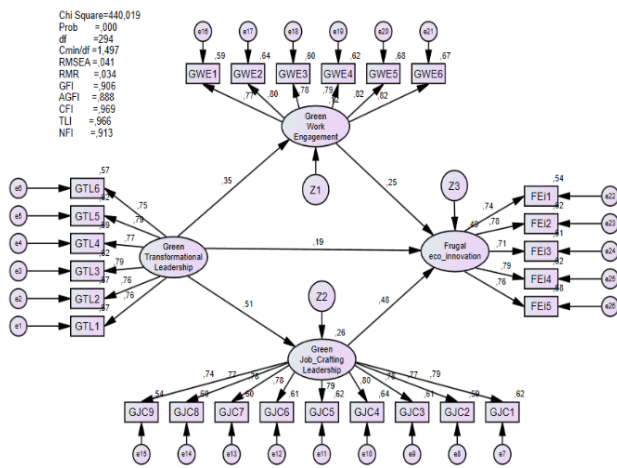 Chi Square=440,019
Prob =,000
df =294
Cmin/df =1,497
RMSEA =,041
RMR =,034
GFI =,906
AGFI =,888
CFI =,969
TLI =,966
NFI =,913
e16 e17 e18 e19 e20 e21
,59 ,64 ,60 ,62 ,68 ,67
GWE1 GWE2 GWE3 GWE4 GWE5 GWE6
,77 ,80 ,78 ,79 ,82 ,82
Green
Work
Engagement
,35
Z1
,25
Z3
e6 GTL6 ,57
,75
e5 GTL5
,79
e4 GTL4
,77
e3 GTL3 ,62
,79
e2 GTL2
,76
e1 GTL1
,76
Green
Transformational
Leadership
,19
,49
Frugal
eco_innovation
,74 FEI1 ,54 e22
,78 FEI2 ,62 e23
,71 FEI3 ,51 e24
,79 FEI4 ,62 e25
,76 FEI5 ,58 e26
,51
Z2
,48
,26
Green
Job_Crafting
Leadership
,74 ,77 ,78 ,78 ,79 ,80 ,78 ,77 ,79
,54 ,60 ,61 ,62 ,64 ,61 ,59 ,62
GJC9 GJC8 GJC7 GJC6 GJC5 GJC4 GJC3 GJC2 GJC1
e15 e14 e13 e12 e11 e10 e9 e8 e7